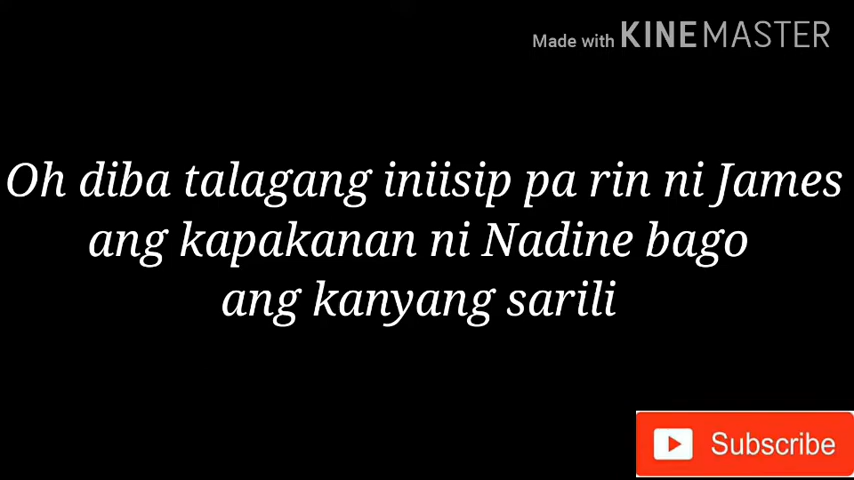 Made with KINEMASTER
Oh diba talagang iniisip pa rin ni James
ang kapakanan ni Nadine bago
ang kanyang sarili
Subscribe